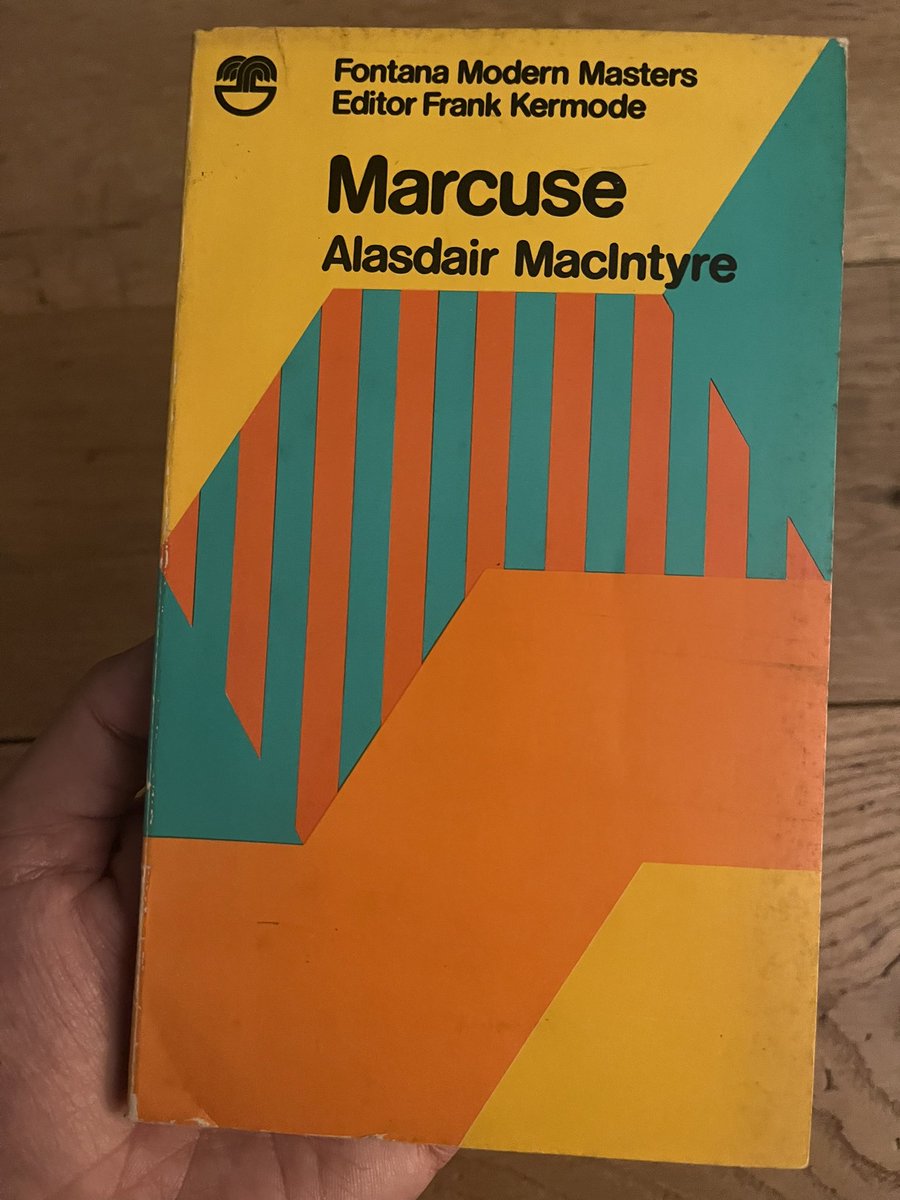 Fontana Modern Masters
Editor Frank Kermode
Marcuse
Alasdair MacIntyre